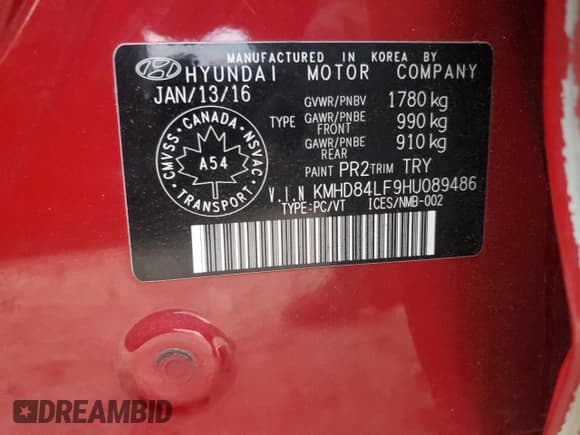 MANUFACTURED IN KOREA BY
HYUNDAI MOTOR COMPANY
JAN/13/16
GVWR/PNBV 1780 kg
TYPE GAWR/PNBE FRONT 990 kg
GAWR/PNBE REAR 910 kg
PAINT PR2 TRIM TRY
CMVSS • CANADA • NSVAC
A54
• TRANSPORT •
V.I.N KMHD84LF9HU089486
TYPE:PC/VT ICES/NMB-002
DREAMBID